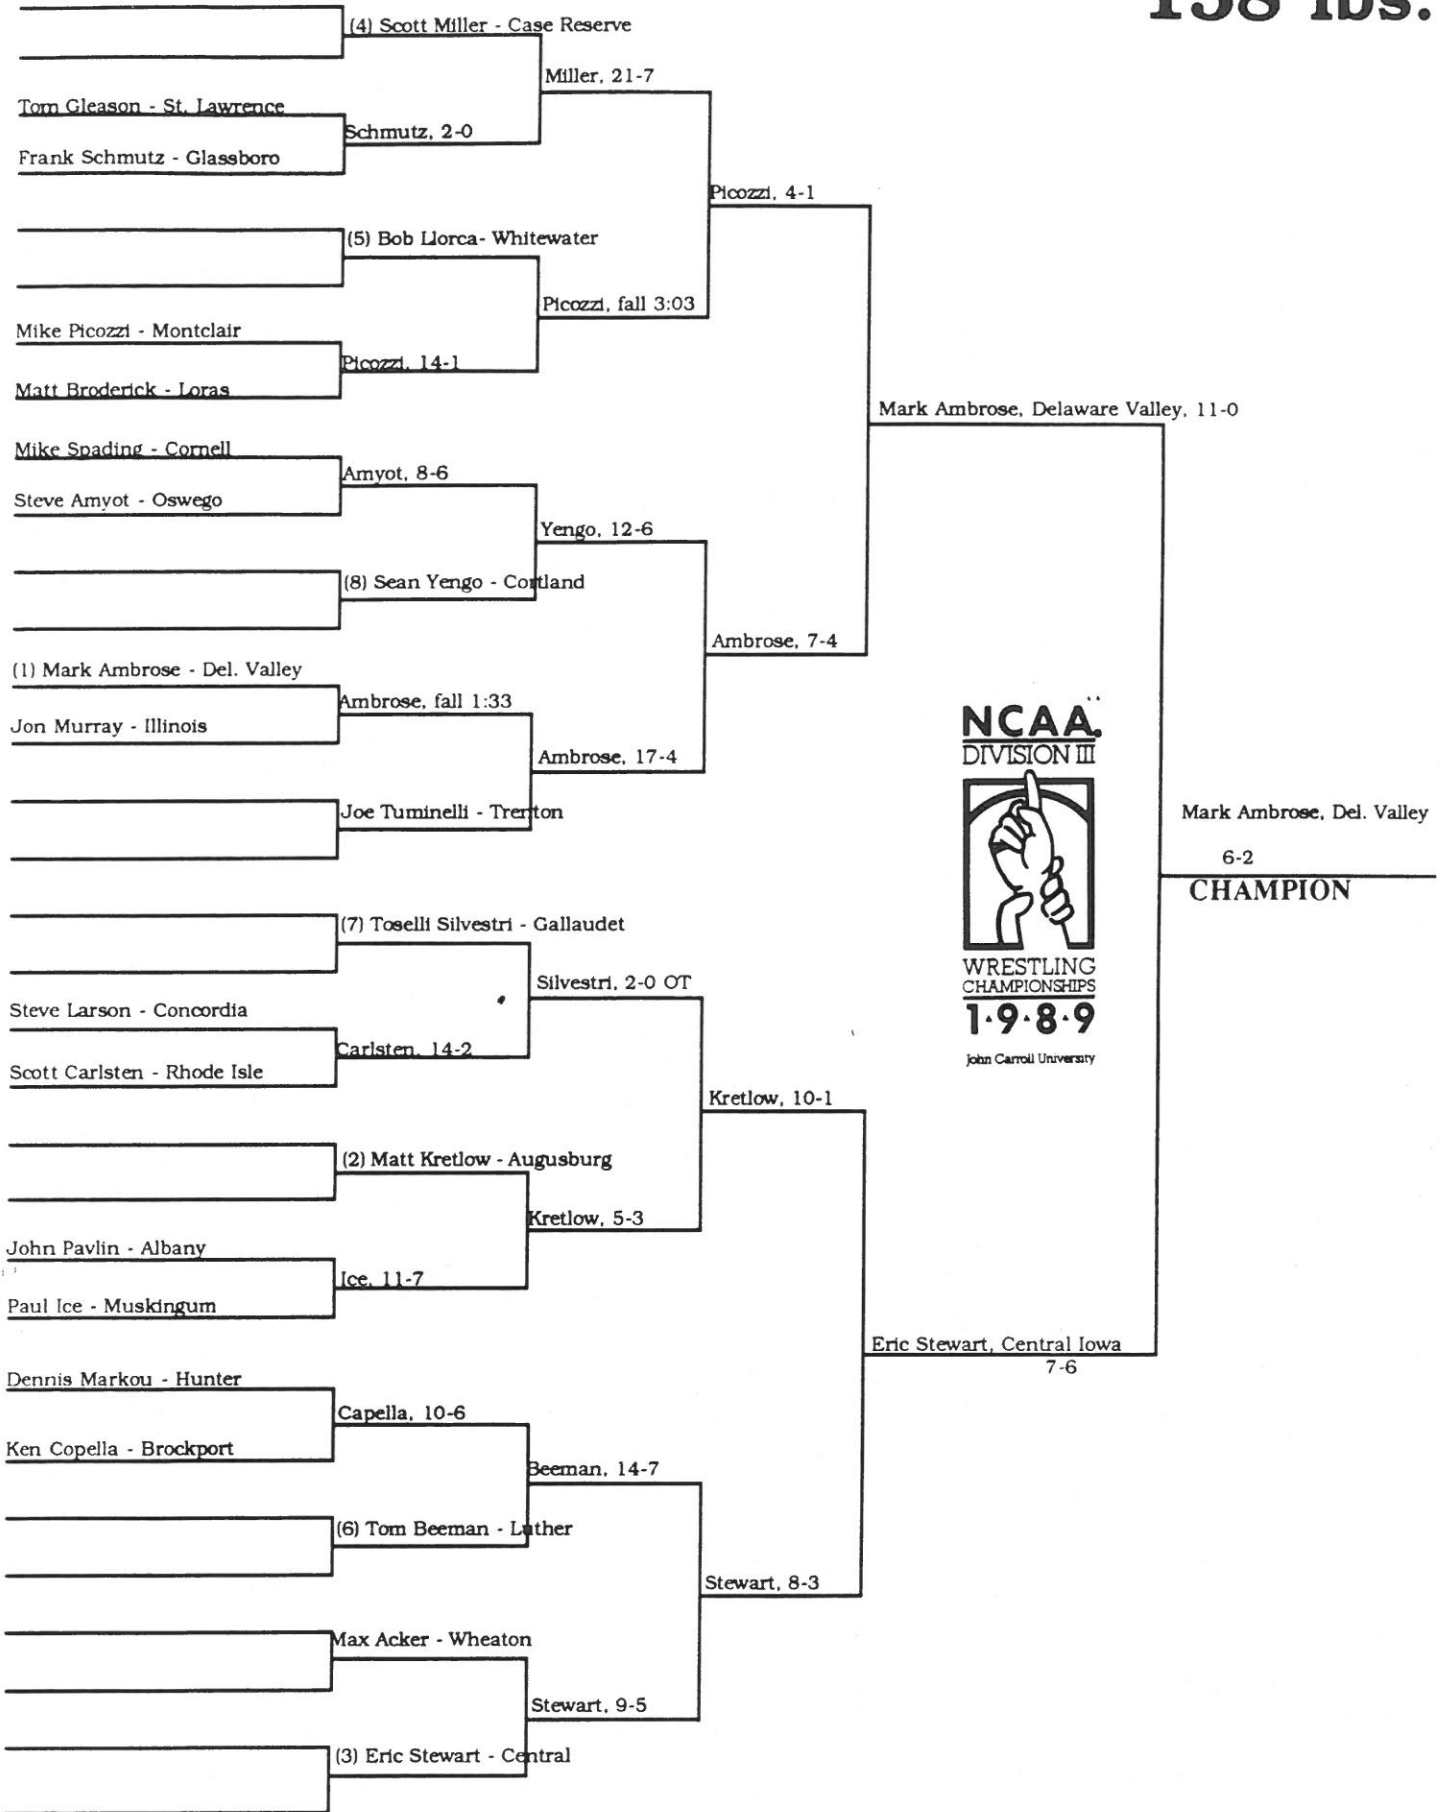 158 lbs.
(4) Scott Miller - Case Reserve
Miller, 21-7
Tom Gleason - St. Lawrence
Schmutz, 2-0
Frank Schmutz - Glassboro
Picozzi, 4-1
(5) Bob Llorca- Whitewater
Picozzi, fall 3:03
Mike Picozzi - Montclair
Picozzi, 14-1
Matt Broderick - Loras
Mark Ambrose, Delaware Valley, 11-0
Mike Spading - Cornell
Amyot, 8-6
Steve Amyot - Oswego
Yengo, 12-6
(8) Sean Yengo - Cortland
Ambrose, 7-4
(1) Mark Ambrose - Del. Valley
Ambrose, fall 1:33
Jon Murray - Illinois
Ambrose, 17-4
Joe Tuminelli - Trenton
NCAA.
DIVISION III
WRESTLING
CHAMPIONSHIPS
1·9·8·9
John Carroll University
Mark Ambrose, Del. Valley
6-2
CHAMPION
(7) Toselli Silvestri - Gallaudet
Silvestri, 2-0 OT
Steve Larson - Concordia
Carlsten, 14-2
Scott Carlsten - Rhode Isle
Kretlow, 10-1
(2) Matt Kretlow - Augusburg
Kretlow, 5-3
John Pavlin - Albany
Ice, 11-7
Paul Ice - Muskingum
Eric Stewart, Central Iowa
7-6
Dennis Markou - Hunter
Capella, 10-6
Ken Copella - Brockport
Beeman, 14-7
(6) Tom Beeman - Luther
Stewart, 8-3
Max Acker - Wheaton
Stewart, 9-5
(3) Eric Stewart - Central